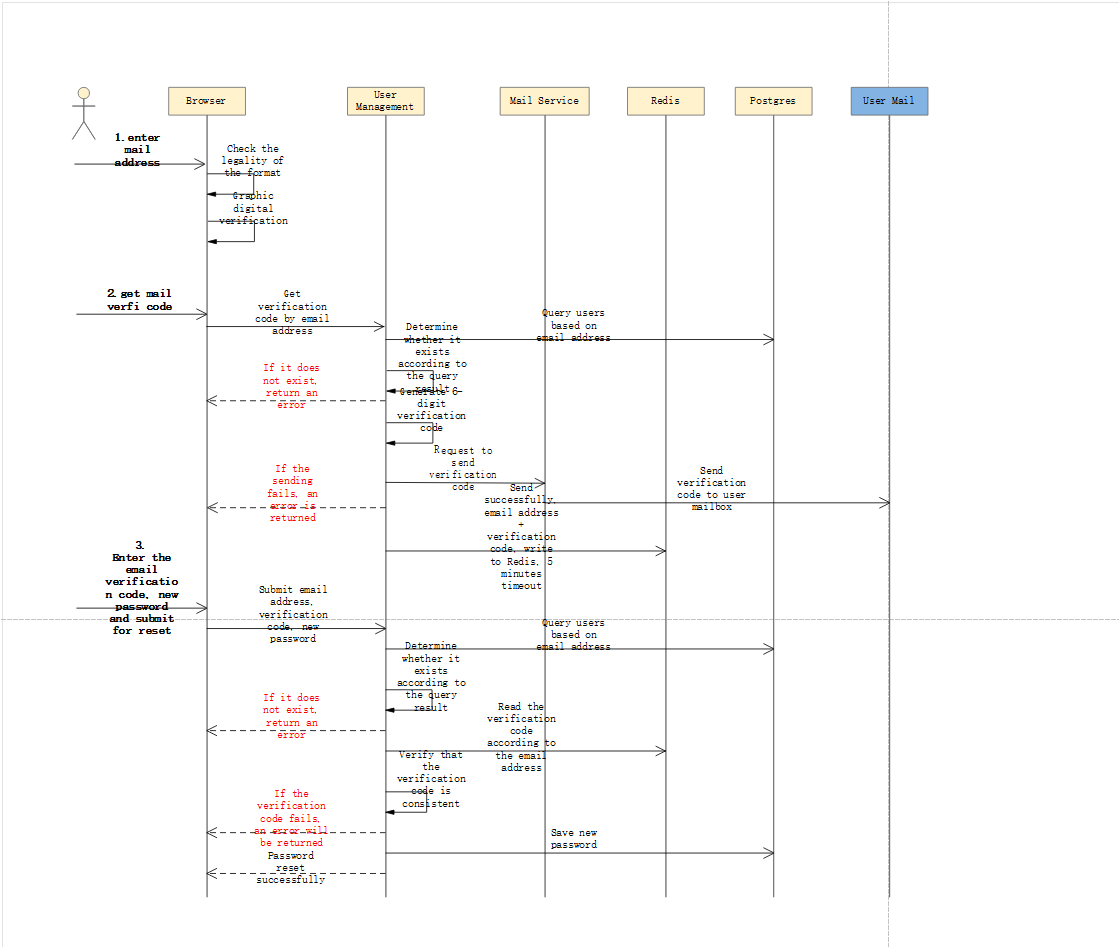 Browser
User
Management
Mail Service
Redis
Postgres
User Mail
1.enter
mail
address
Check the
legality of
the format
Graphic
digital
verification
2.get mail
verfi code
Get
verification
code by email
address
Query users
based on
email address
Determine
whether it
exists
according to
the query
result
If it does
not exist,
return an
error
Generate 6-
digit
verification
code
Request to
send
verification
code
If the
sending
fails, an
error is
returned
Send
verification
code to user
mailbox
Send
successfully,
email address
+
verification
code, write
to Redis, 5
minutes
timeout
3.
Enter the
email
verificatio
n code, new
password
and submit
for reset
Submit email
address,
verification
code, new
password
Query users
based on
email address
Determine
whether it
exists
according to
the query
result
If it does
not exist,
return an
error
Read the
verification
code
according to
the email
address
Verify that
the
verification
code is
consistent
If the
verification
code fails,
an error will
be returned
Save new
password
Password
reset
successfully